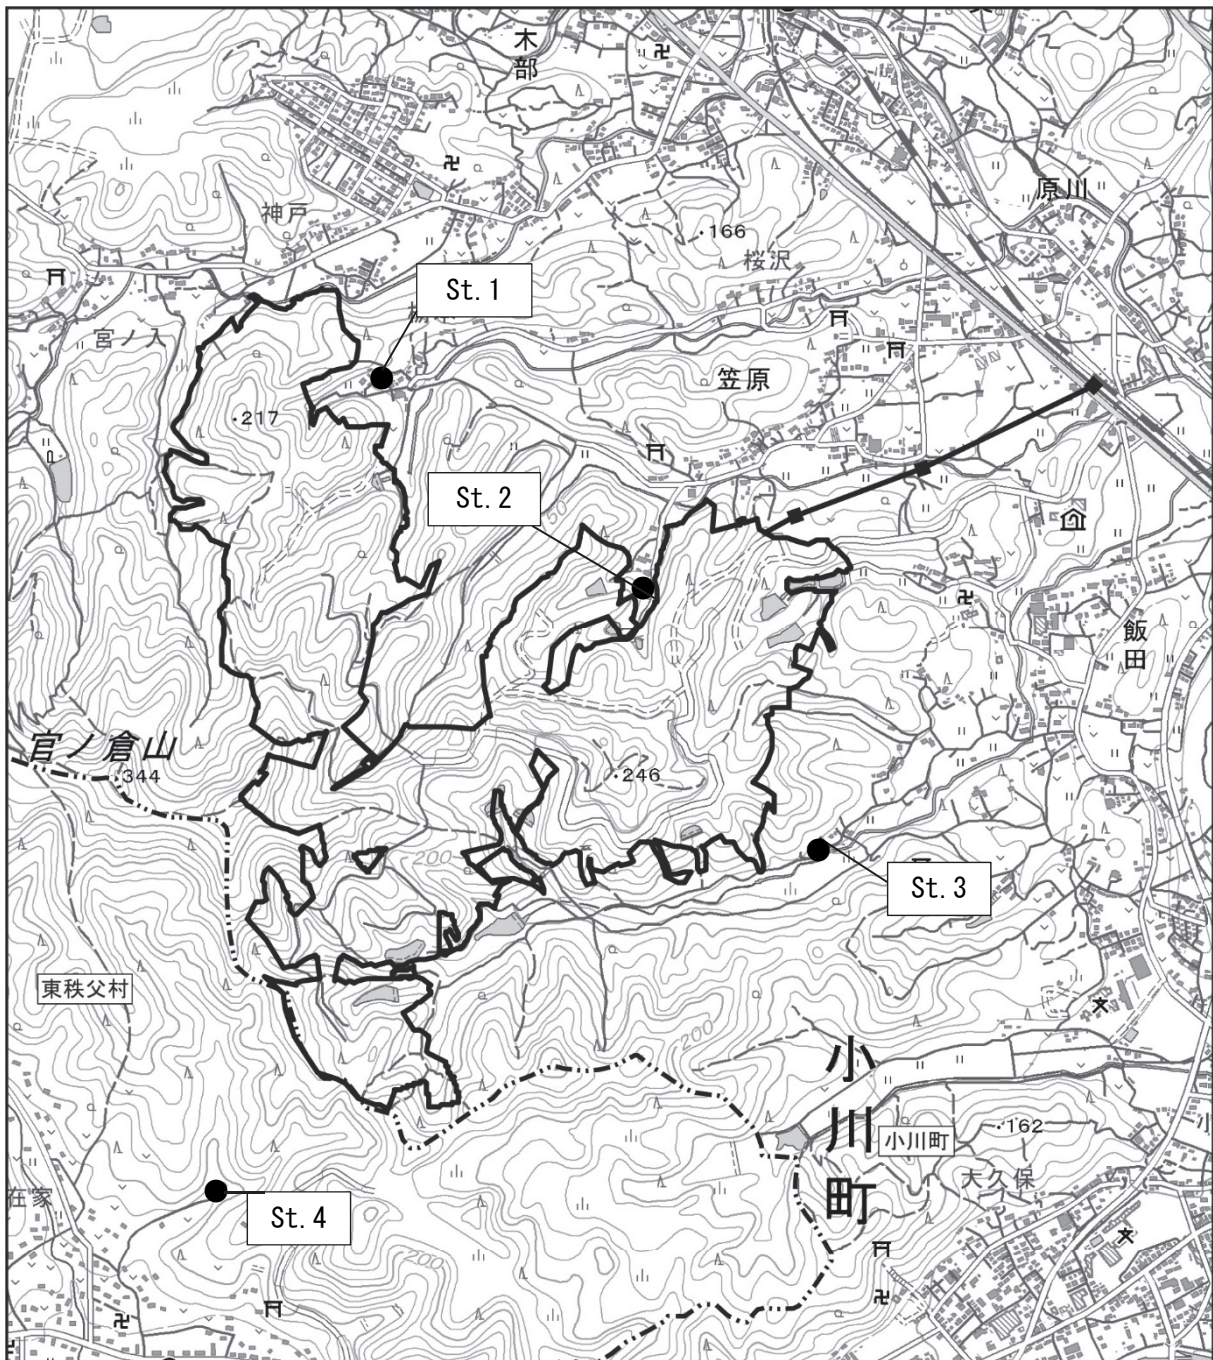 木部
神戸
原川
・166
桜沢
St. 1
宮ノ入
笠原
・217
St. 2
飯田
官ノ倉山
344
・246
200
St. 3
東秩父村
200
小川町
・162
小川町
大久保
在家
St. 4
200